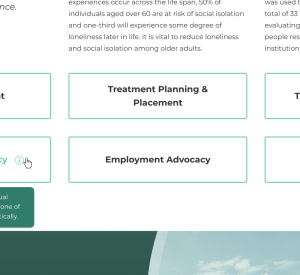 nce.
experiences occur across the life span, 50% of
individuals aged over 60 are at risk of social isolation
and one-third will experience some degree of
loneliness later in life. It is vital to reduce loneliness
and social isolation among older adults.
was used t
total of 33
evaluating
people res
institution
t
Treatment Planning &
Placement
T
cy
Employment Advocacy
ual
one of
tically.